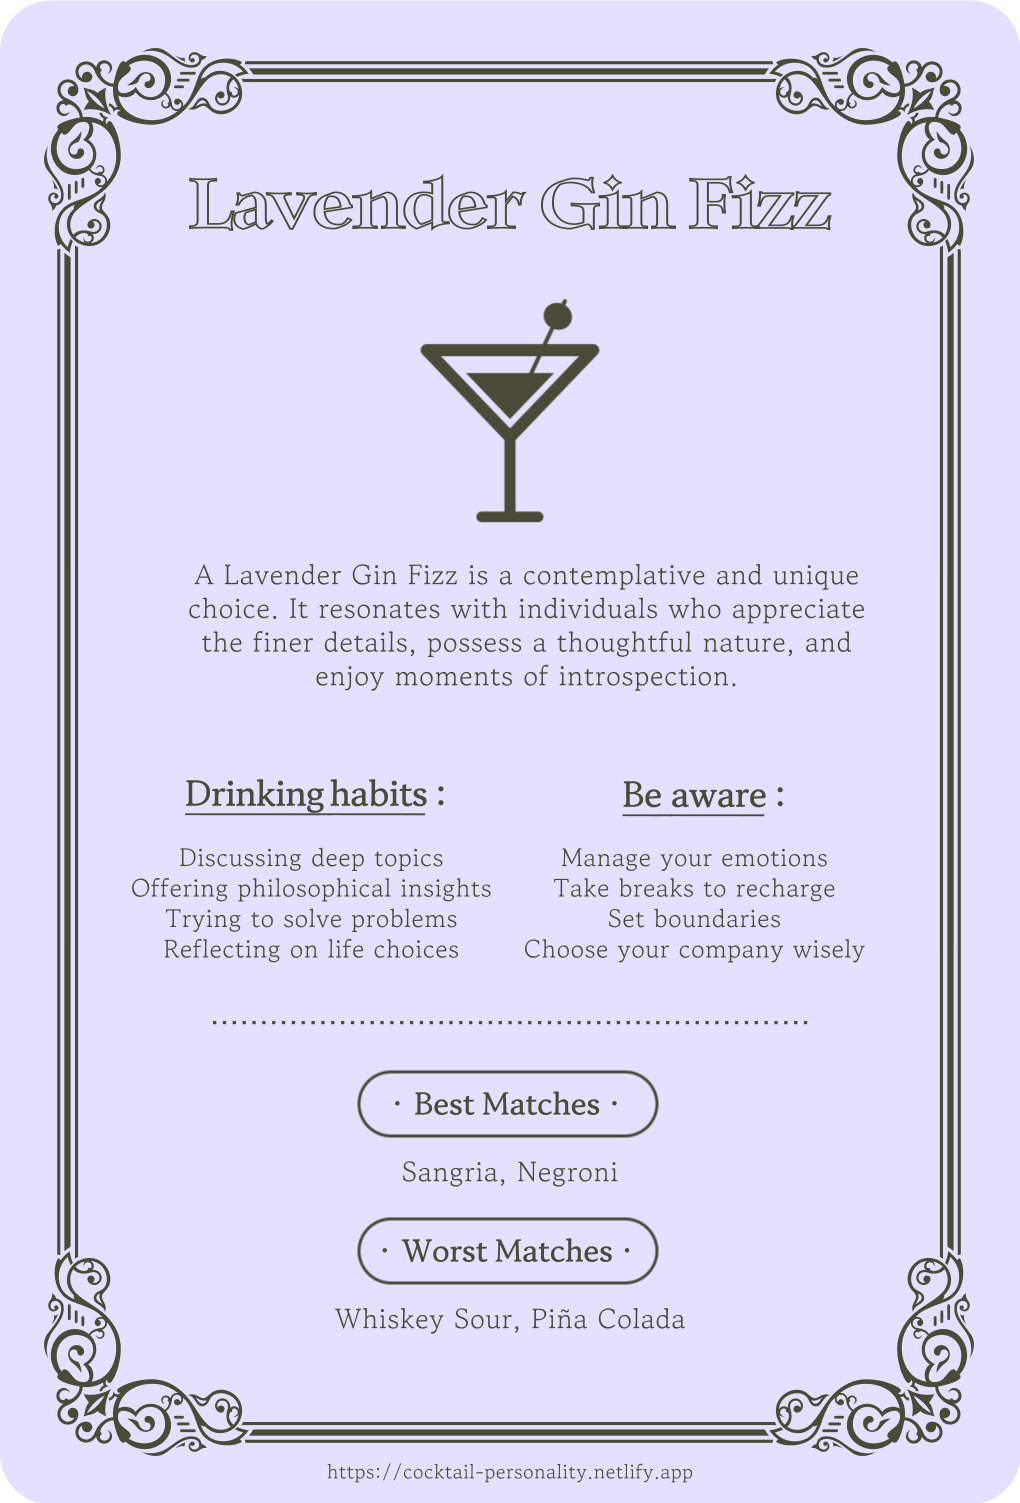 Lavender Gin Fizz
A Lavender Gin Fizz is a contemplative and unique
choice. It resonates with individuals who appreciate
the finer details, possess a thoughtful nature, and
enjoy moments of introspection.
Drinking habits :
Discussing deep topics
Offering philosophical insights
Trying to solve problems
Reflecting on life choices
Be aware :
Manage your emotions
Take breaks to recharge
Set boundaries
Choose your company wisely
· Best Matches ·
Sangria, Negroni
· Worst Matches ·
Whiskey Sour, Piña Colada
https://cocktail-personality.netlify.app